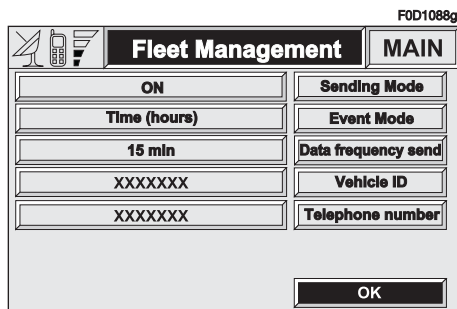 F0D1088g
Fleet Management MAIN
ON Sending Mode
Time (hours) Event Mode
15 min Data frequency send
XXXXXXX Vehicle ID
XXXXXXX Telephone number
OK